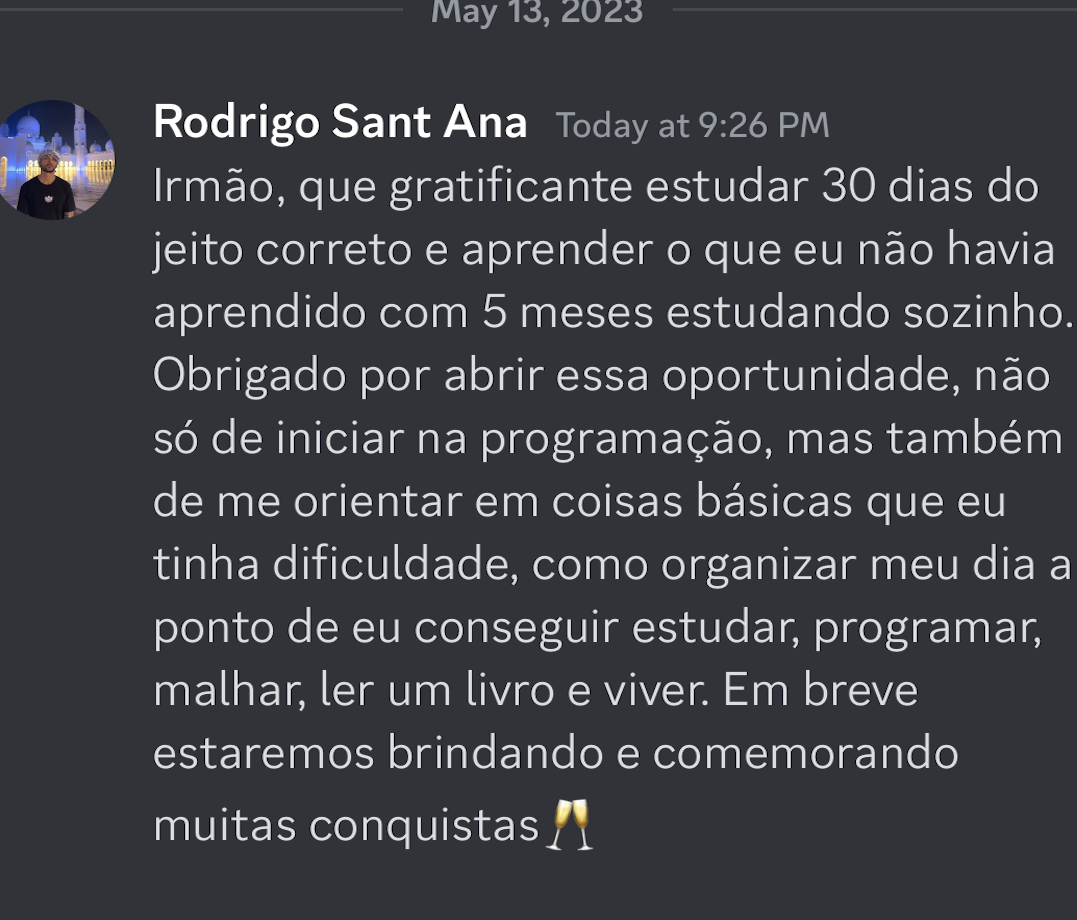 May 13, 2023
Rodrigo Sant Ana Today at 9:26 PM
Irmão, que gratificante estudar 30 dias do
jeito correto e aprender o que eu não havia
aprendido com 5 meses estudando sozinho.
Obrigado por abrir essa oportunidade, não
só de iniciar na programação, mas também
de me orientar em coisas básicas que eu
tinha dificuldade, como organizar meu dia a
ponto de eu conseguir estudar, programar,
malhar, ler um livro e viver. Em breve
estaremos brindando e comemorando
muitas conquistas🥂